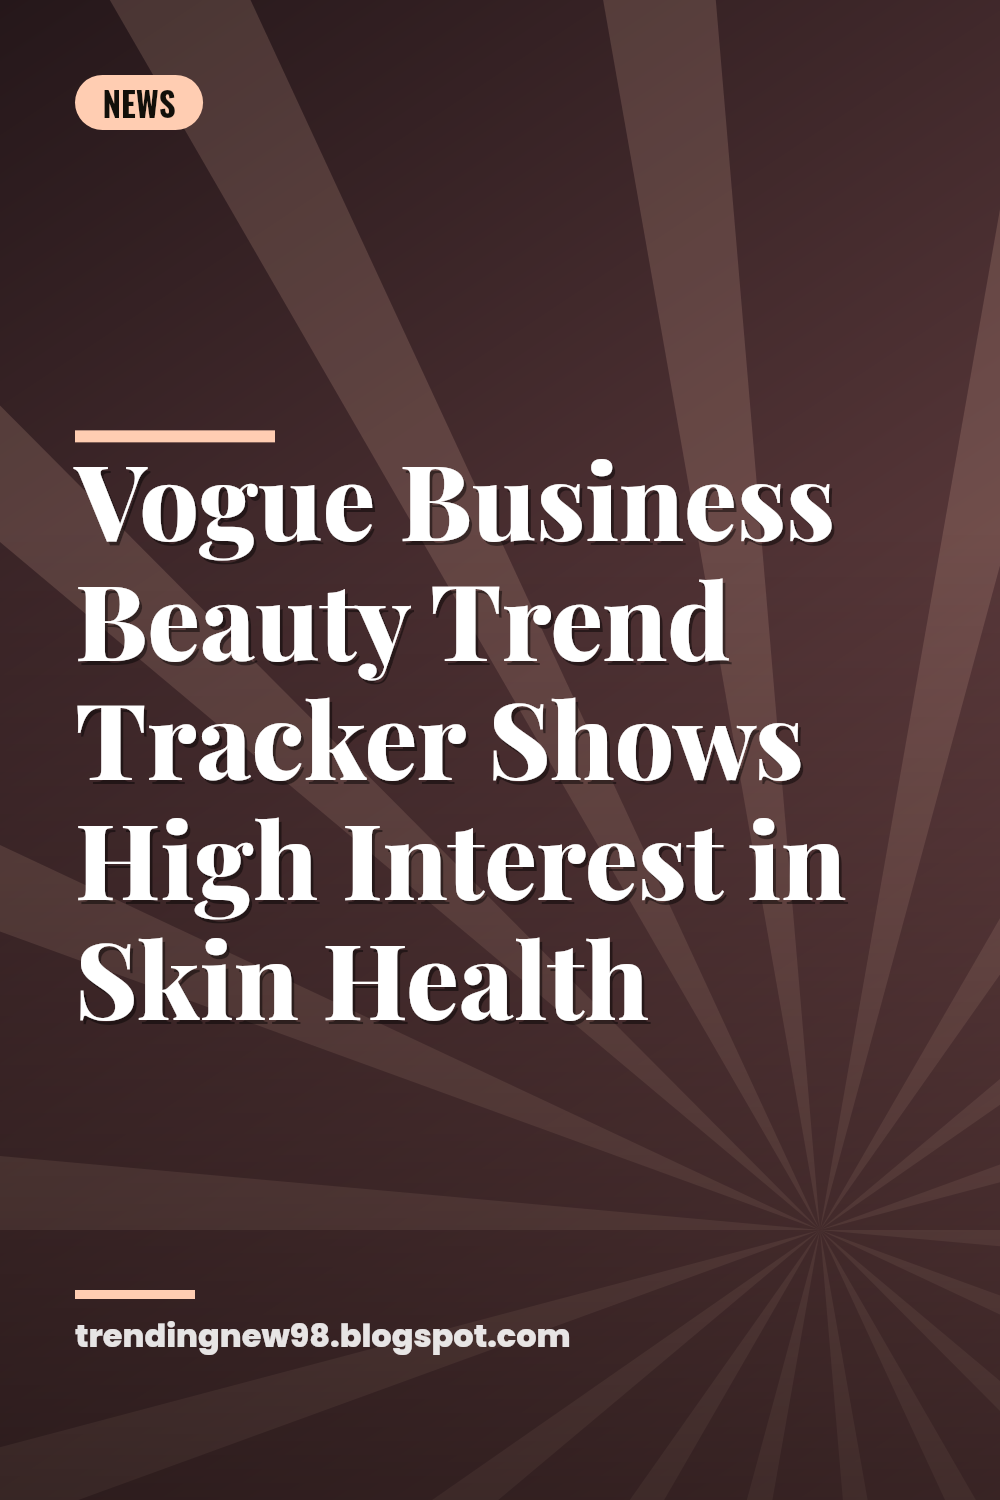 NEWS
Vogue Business
Beauty Trend
Tracker Shows
High Interest in
Skin Health
trendingnew98.blogspot.com